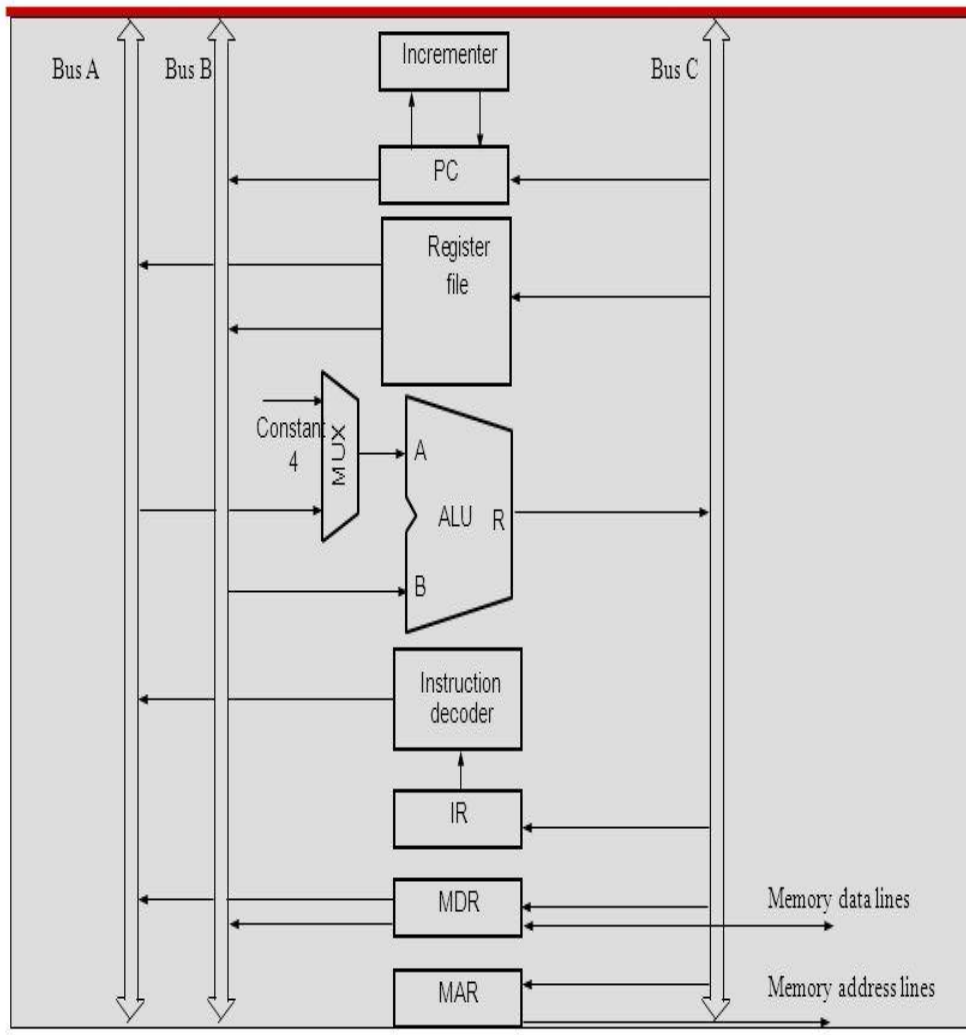 Incrementer
Bus A
Bus B
Bus C
PC
Register
file
Constant
4
MUX
A
ALU
R
B
Instruction
decoder
IR
MDR
Memory data lines
MAR
Memory address lines